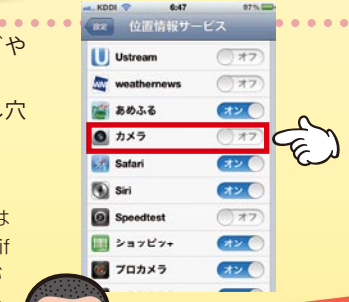 KDDI 6:47 97%
設定 位置情報サービス
Ustream オフ
weathernews オフ
あめふる オン
カメラ オフ
Safari オン
Siri オン
Speedtest オフ
ショッピッ+ オン
プロカメラ オン
や
穴
は
if